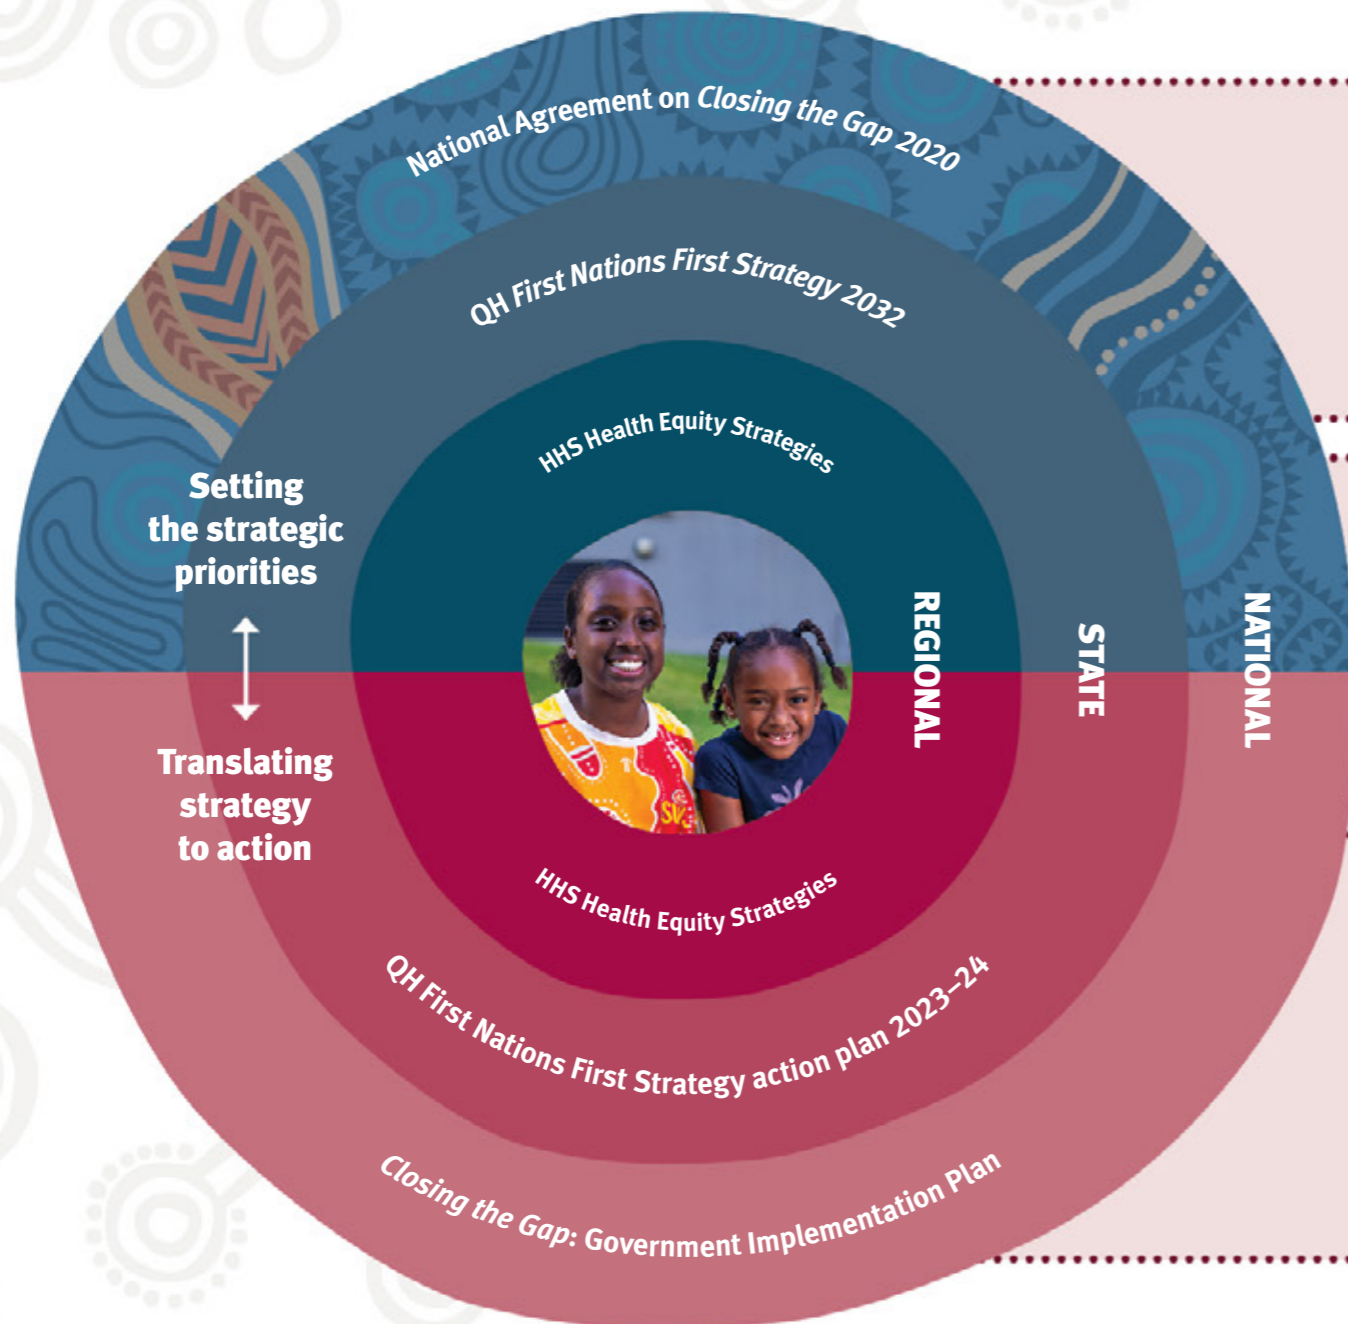 National Agreement on Closing the Gap 2020
QH First Nations First Strategy 2032
HHS Health Equity Strategies
Setting
the strategic
priorities
Translating
strategy
to action
REGIONAL
STATE
NATIONAL
HHS Health Equity Strategies
QH First Nations First Strategy action plan 2023–24
Closing the Gap: Government Implementation Plan